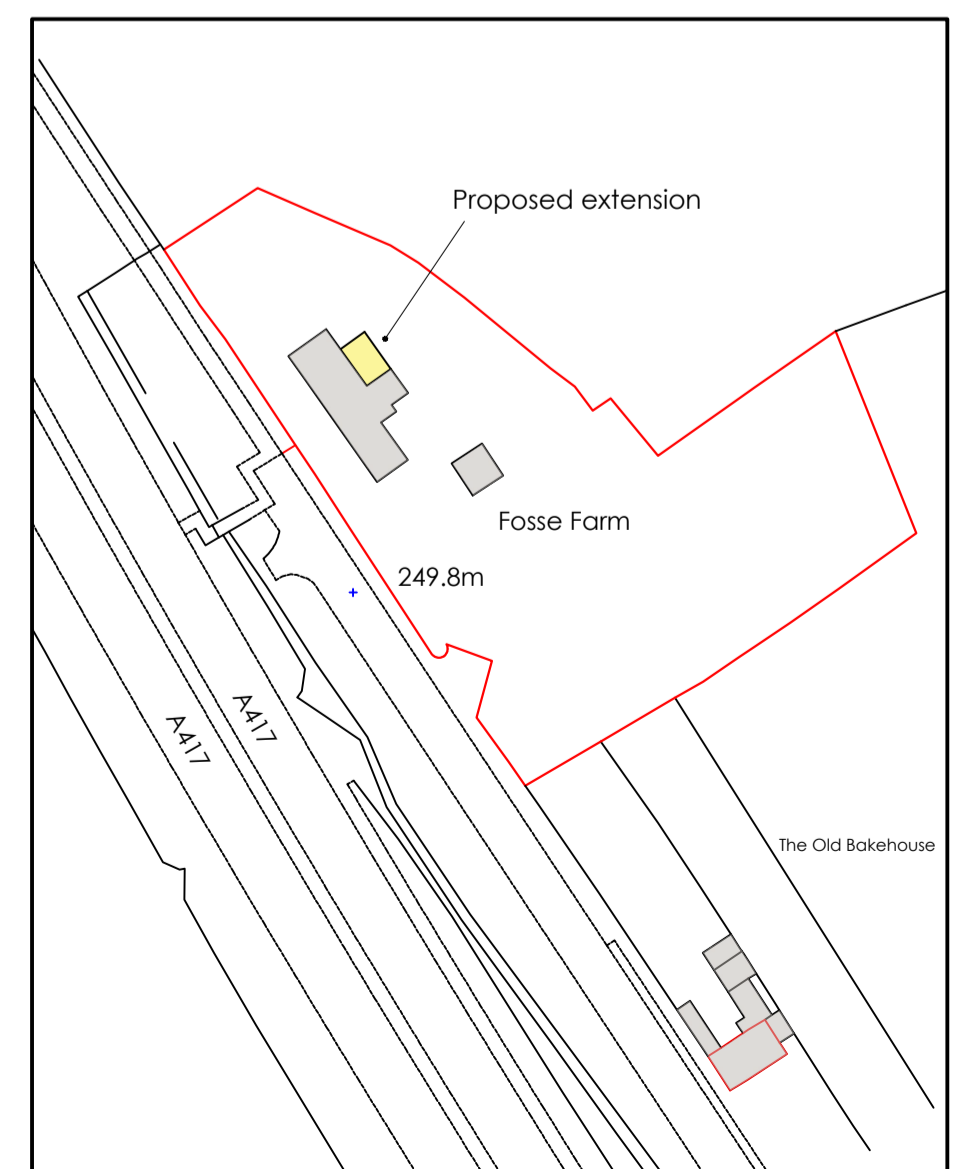 Proposed extension
Fosse Farm
249.8m
A417
A417
The Old Bakehouse